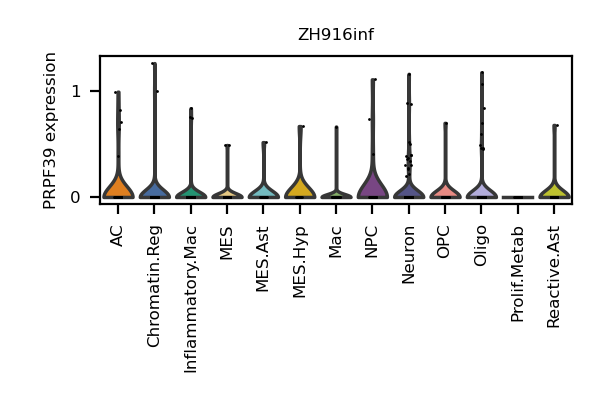 ZH916inf
PRPF39 expression
1
0
AC
Chromatin.Reg
Inflammatory.Mac
MES
MES.Ast
MES.Hyp
Mac
NPC
Neuron
OPC
Oligo
Prolif.Metab
Reactive.Ast